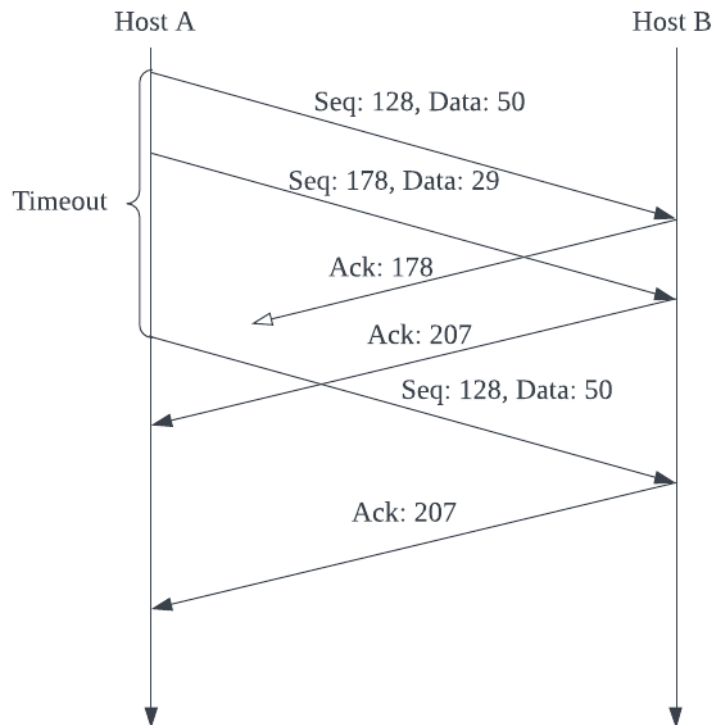 Host A
Host B
Seq: 128, Data: 50
Seq: 178, Data: 29
Timeout
Ack: 178
Ack: 207
Seq: 128, Data: 50
Ack: 207